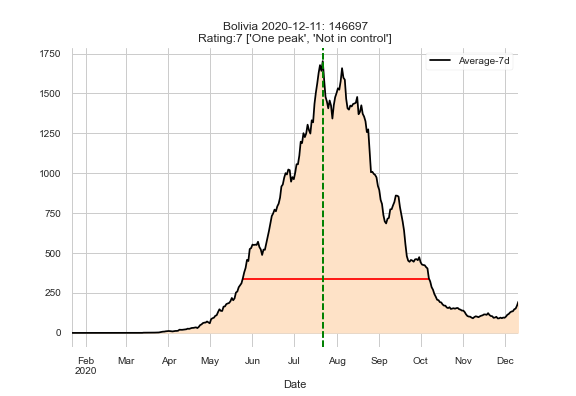 Bolivia 2020-12-11: 146697
Rating:7 ['One peak', 'Not in control']
Average-7d
1750
1500
1250
1000
750
500
250
0
Feb Mar Apr May Jun Jul Aug Sep Oct Nov Dec
2020
Date